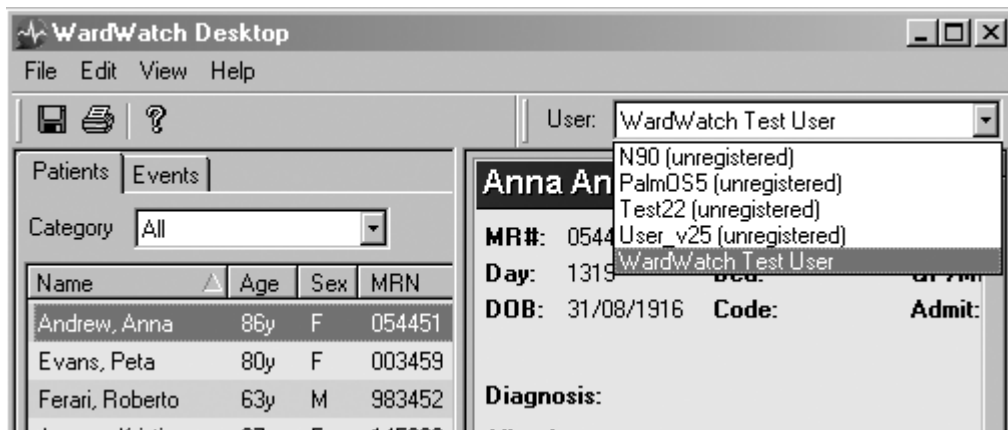 WardWatch Desktop
File Edit View Help
User: WardWatch Test User
N90 (unregistered)
PalmOS5 (unregistered)
Test22 (unregistered)
User_v25 (unregistered)
WardWatch Test User
Patients Events
Category All
Name Age Sex MRN
Andrew, Anna 86y F 054451
Evans, Peta 80y F 003459
Ferari, Roberto 63y M 983452
Anna An
MR#: 0544
Day: 1319
DOB: 31/08/1916 Code: Admit:
Diagnosis: